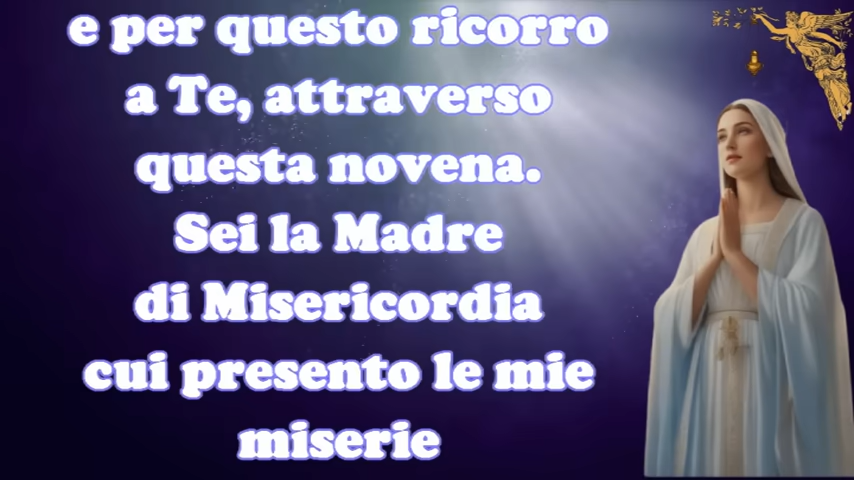 e per questo ricorro
a Te, attraverso
questa novena.
Sei la Madre
di Misericordia
cui presento le mie
miserie